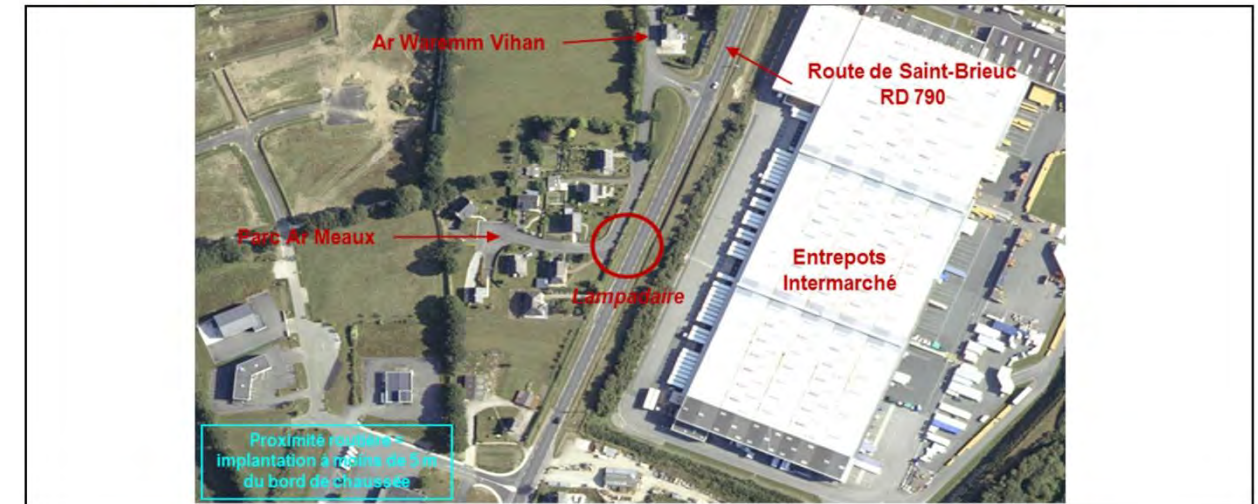 Ar Waremm Vihan
Route de Saint-Brieuc
RD 790
Parc Ar Meaux
Entrepots
Intermarché
Lampadaire
Proximité routière =
implantation à moins de 5 m
du bord de chaussée